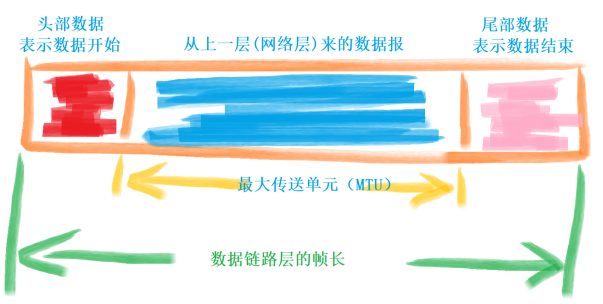 头部数据
表示数据开始
从上一层(网络层)来的数据报
尾部数据
表示数据结束
最大传送单元（MTU）
数据链路层的帧长